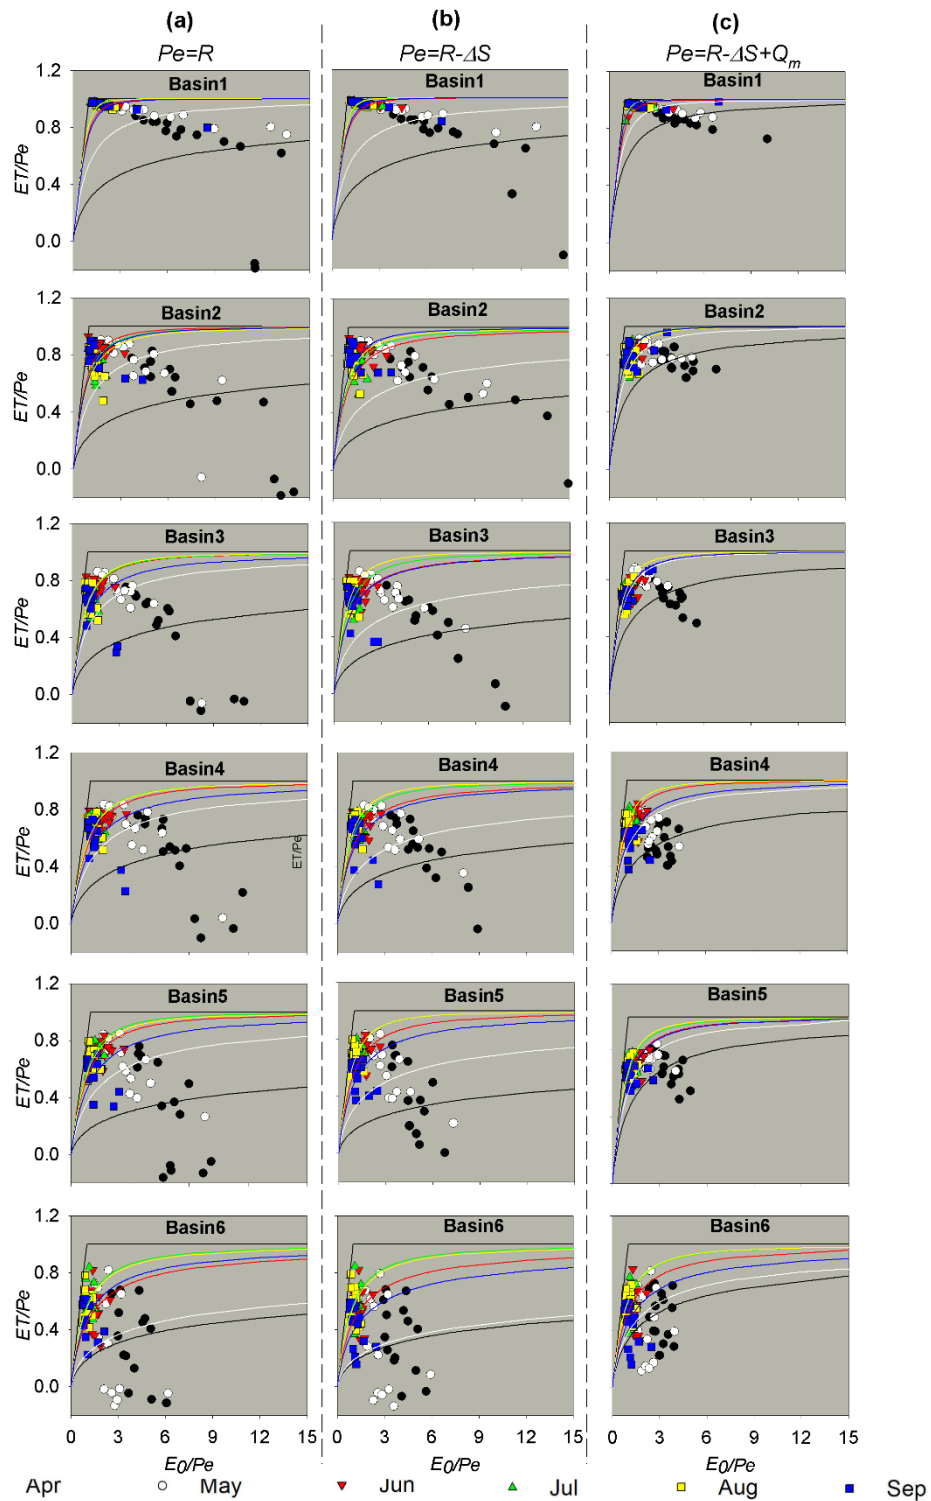 (a) (b) (c)
Pe=R Pe=R-ΔS Pe=R-ΔS+Qm
1.2 Basin1 Basin1 Basin1
0.8
ET/Pe
0.4
0.0
1.2 Basin2 Basin2 Basin2
0.8
ET/Pe
0.4
0.0
1.2 Basin3 Basin3 Basin3
0.8
ET/Pe
0.4
0.0
1.2 Basin4 Basin4 Basin4
0.8
ET/Pe ET/Pe
0.4
0.0
1.2 Basin5 Basin5 Basin5
0.8
ET/Pe
0.4
0.0
1.2 Basin6 Basin6 Basin6
0.8
ET/Pe
0.4
0.0
0 3 6 9 12 15 0 3 6 9 12 15 0 3 6 9 12 15
E0/Pe E0/Pe E0/Pe
Apr May Jun Jul Aug Sep